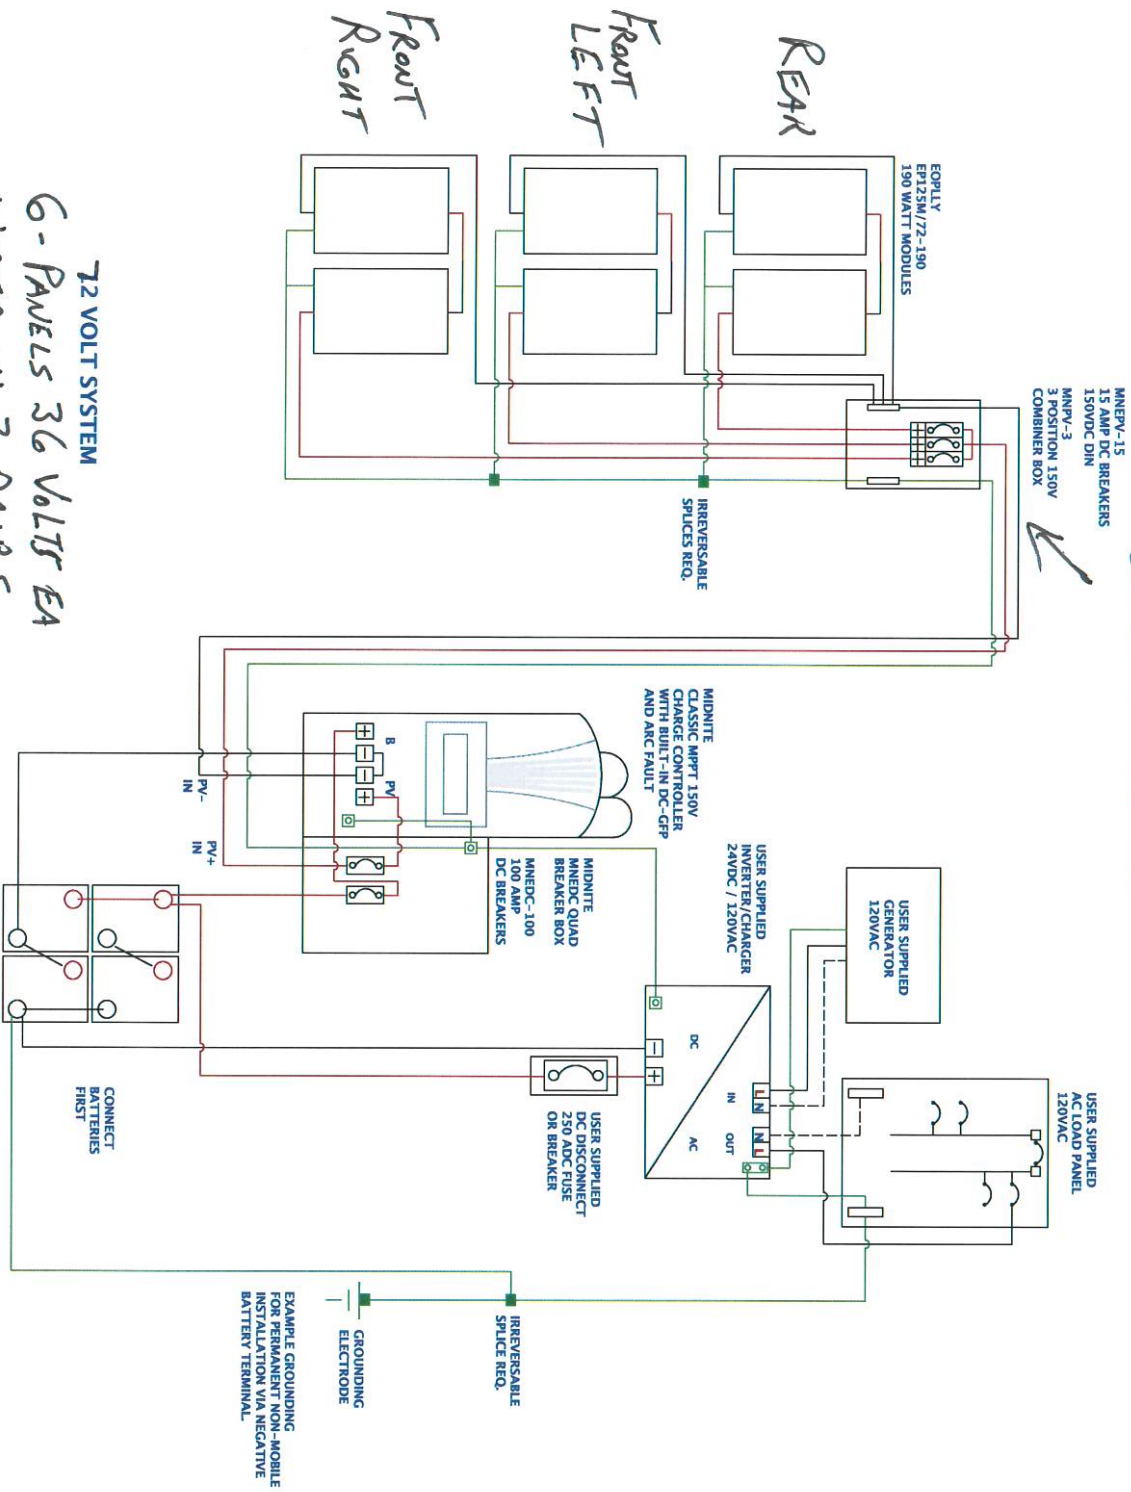 MNEPV-15
15 AMP DC BREAKERS
150VDC DIN
MNPV-3
3 POSITION 150V
COMBINER BOX
EOPLLY
EP125M/72-190
190 WATT MODULES
REAR
FRONT
LEFT
FRONT
RIGHT
IRREVERSABLE
SPLICES REQ.
72 VOLT SYSTEM
6-PANELS 36 VOLTS EA
MIDNITE
CLASSIC MPPT 150V
CHARGE CONTROLLER
WITH BUILT-IN DC-GFP
AND ARC FAULT
B
PV
+
−
−
+
PV-
IN
PV+
IN
MIDNITE
MNEDC QUAD
BREAKER BOX
MNEDC-100
100 AMP
DC BREAKERS
USER SUPPLIED
INVERTER/CHARGER
24VDC / 120VAC
USER SUPPLIED
GENERATOR
120VAC
USER SUPPLIED
AC LOAD PANEL
120VAC
DC
AC
−
+
IN
OUT
L
N
N
L
USER SUPPLIED
DC DISCONNECT
250 ADC FUSE
OR BREAKER
CONNECT
BATTERIES
FIRST
IRREVERSABLE
SPLICE REQ.
GROUNDING
ELECTRODE
EXAMPLE GROUNDING
FOR PERMANENT NON-MOBILE
INSTALLATION VIA NEGATIVE
BATTERY TERMINAL.